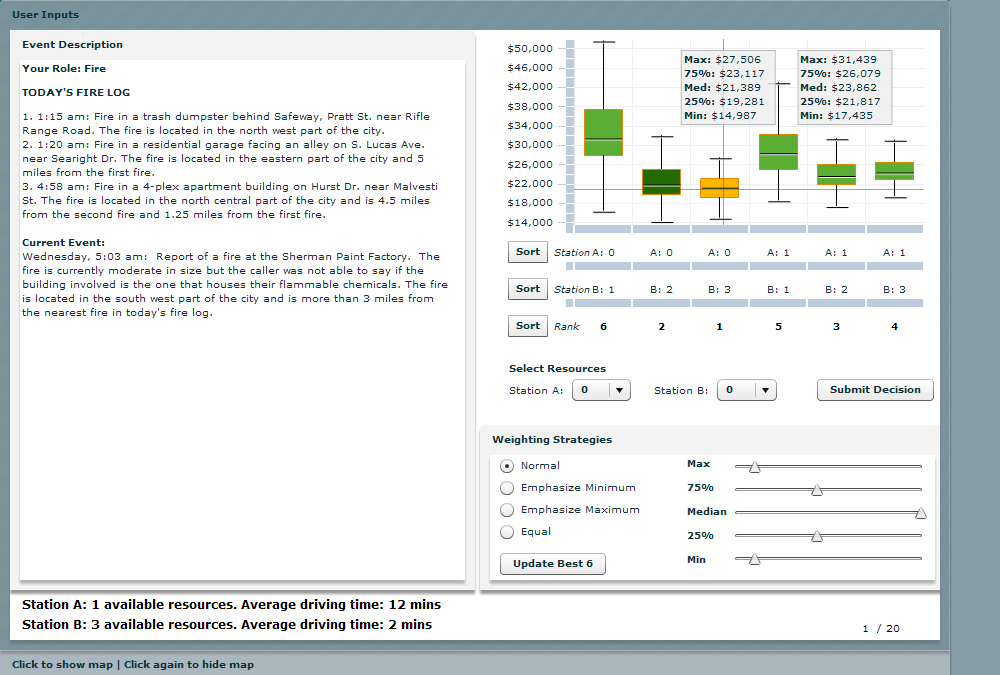 User Inputs
Event Description
Your Role: Fire
TODAY'S FIRE LOG
1. 1:15 am: Fire in a trash dumpster behind Safeway, Pratt St. near Rifle
Range Road. The fire is located in the north west part of the city.
2. 1:20 am: Fire in a residential garage facing an alley on S. Lucas Ave.
near Searight Dr. The fire is located in the eastern part of the city and 5
miles from the first fire.
3. 4:58 am: Fire in a 4-plex apartment building on Hurst Dr. near Malvesti
St. The fire is located in the north central part of the city and is 4.5 miles
from the second fire and 1.25 miles from the first fire.
Current Event:
Wednesday, 5:03 am: Report of a fire at the Sherman Paint Factory. The
fire is currently moderate in size but the caller was not able to say if the
building involved is the one that houses their flammable chemicals. The fire
is located in the south west part of the city and is more than 3 miles from
the nearest fire in today's fire log.
$50,000
$46,000
$42,000
$38,000
$34,000
$30,000
$26,000
$22,000
$18,000
$14,000
Max: $27,506
75%: $23,117
Med: $21,389
25%: $19,281
Min: $14,987
Max: $31,439
75%: $26,079
Med: $23,862
25%: $21,817
Min: $17,435
Sort Station A: 0 A: 0 A: 0 A: 1 A: 1 A: 1
Sort Station B: 1 B: 2 B: 3 B: 1 B: 2 B: 3
Sort Rank 6 2 1 5 3 4
Select Resources
Station A: 0 Station B: 0 Submit Decision
Weighting Strategies
Normal
Emphasize Minimum
Emphasize Maximum
Equal
Update Best 6
Max
75%
Median
25%
Min
Station A: 1 available resources. Average driving time: 12 mins
Station B: 3 available resources. Average driving time: 2 mins
1 / 20
Click to show map | Click again to hide map